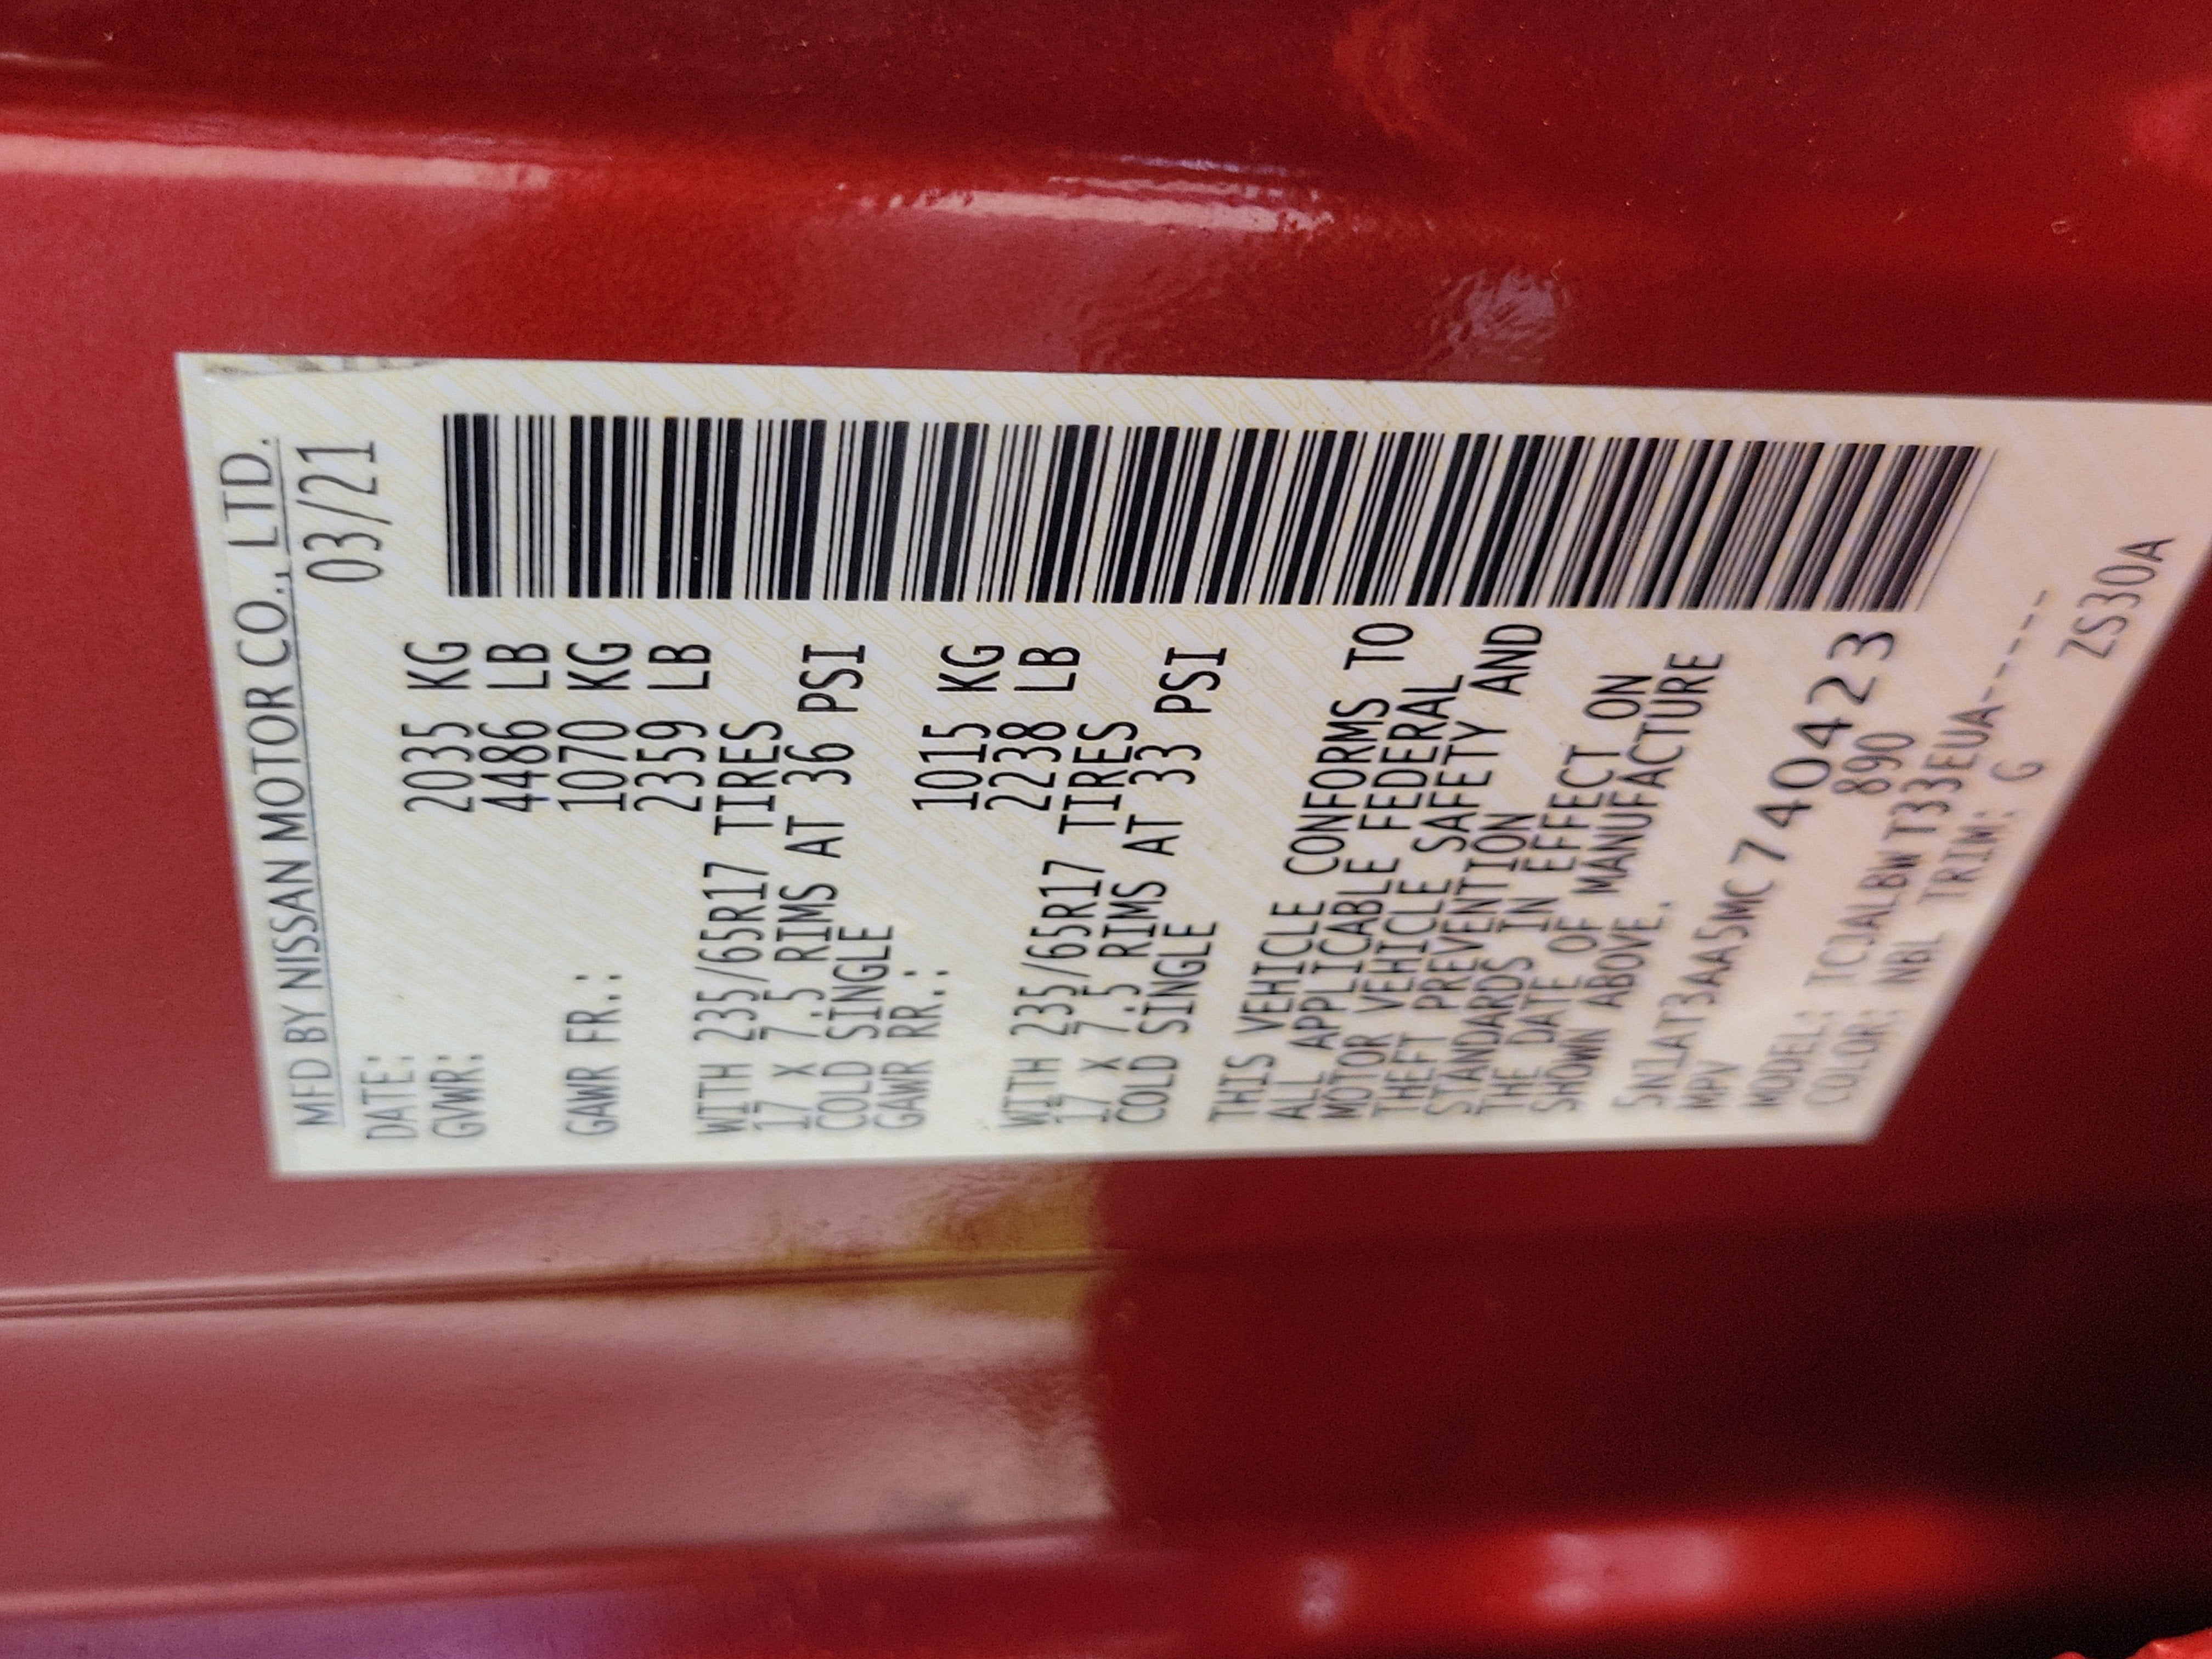 MFD BY NISSAN MOTOR CO., LTD.
DATE: 03/21
GVWR: 2035 KG
4486 LB
GAWR FR.: 1070 KG
2359 LB
WITH 235/65R17 TIRES
17 X 7.5 RIMS AT 36 PSI
COLD SINGLE
GAWR RR.: 1015 KG
2238 LB
WITH 235/65R17 TIRES
17 X 7.5 RIMS AT 33 PSI
COLD SINGLE
THIS VEHICLE CONFORMS TO
ALL APPLICABLE FEDERAL
MOTOR VEHICLE SAFETY AND
THEFT PREVENTION
STANDARDS IN EFFECT ON
THE DATE OF MANUFACTURE
SHOWN ABOVE.
5N1AT3AA5MC740423
MPV 890
MODEL: TCJALBWT33EUA------
COLOR: NBL TRIM: G
ZS30A